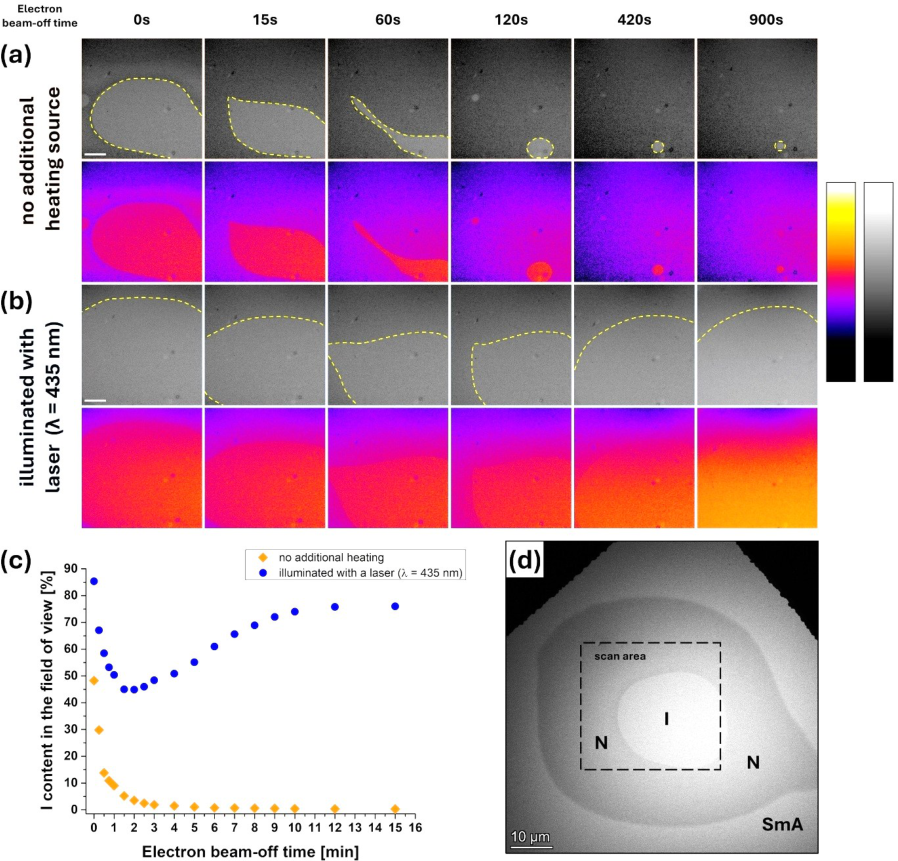 Electron
beam-off time
0s 15s 60s 120s 420s 900s
(a)
no additional
heating source
(b)
illuminated with
laser (λ = 435 nm)
(c)
no additional heating
illuminated with a laser (λ = 435 nm)
I content in the field of view [%]
90
80
70
60
50
40
30
20
10
0
0 1 2 3 4 5 6 7 8 9 10 11 12 13 14 15 16
Electron beam-off time [min]
(d)
scan area
I
N
N
SmA
10 µm